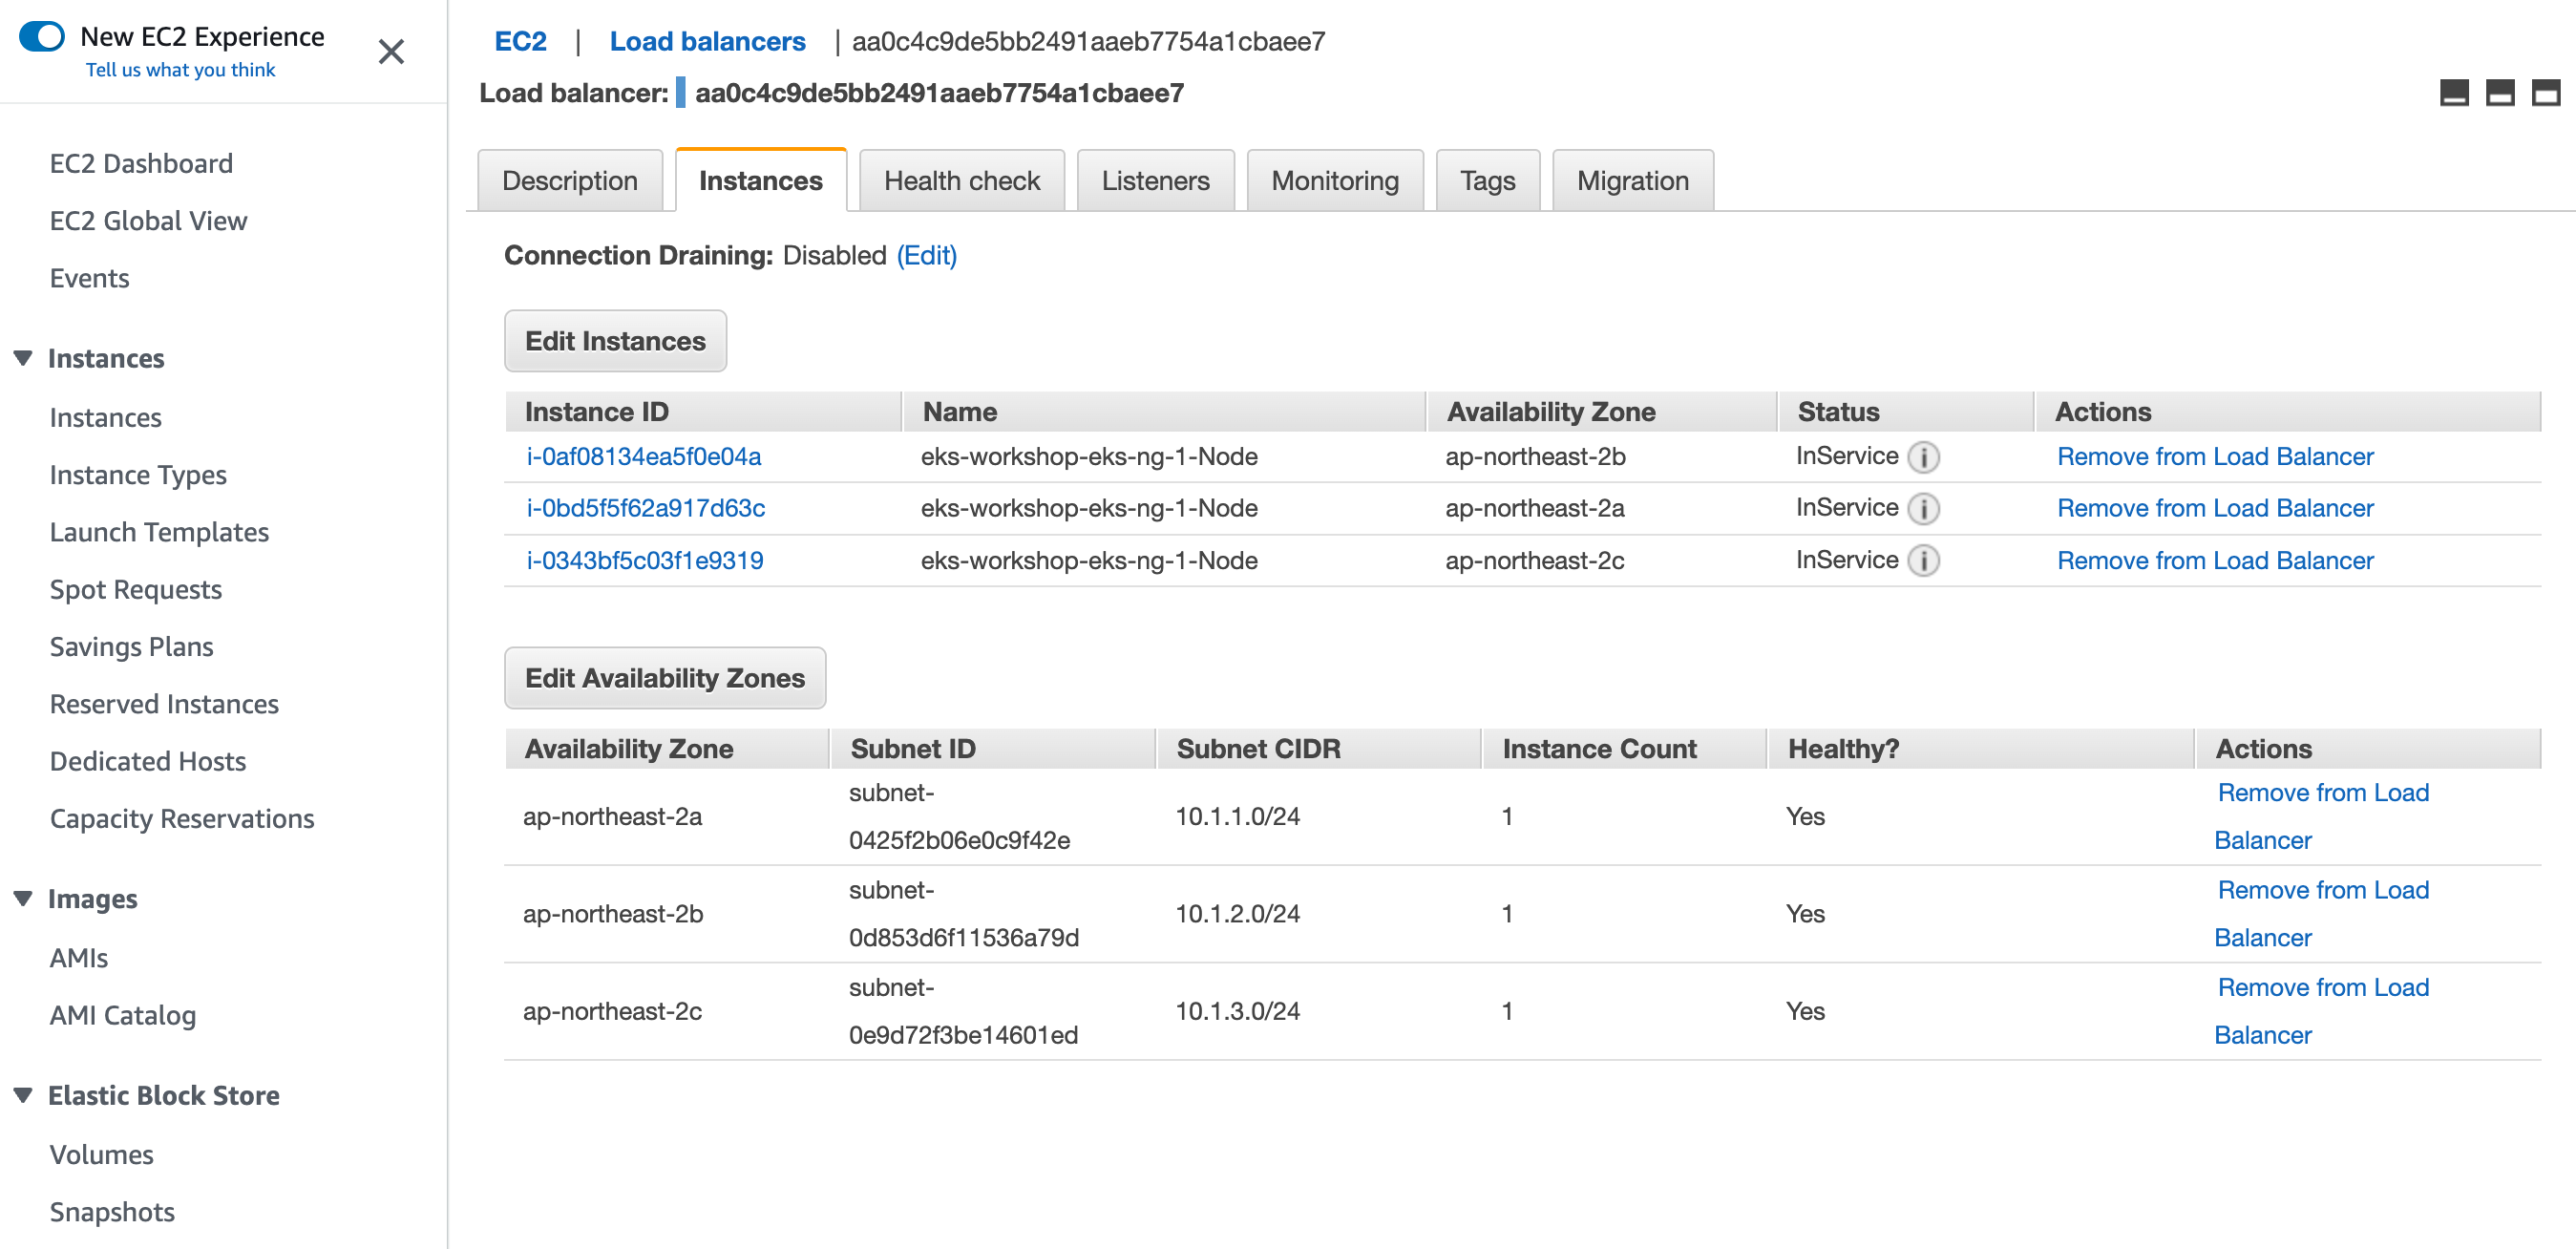 New EC2 Experience
Tell us what you think
EC2 Dashboard
EC2 Global View
Events
Instances
Instances
Instance Types
Launch Templates
Spot Requests
Savings Plans
Reserved Instances
Dedicated Hosts
Capacity Reservations
Images
AMIs
AMI Catalog
Elastic Block Store
Volumes
Snapshots
EC2 | Load balancers | aa0c4c9de5bb2491aaeb7754a1cbaee7
Load balancer: aa0c4c9de5bb2491aaeb7754a1cbaee7
Description Instances Health check Listeners Monitoring Tags Migration
Connection Draining: Disabled (Edit)
Edit Instances
Instance ID Name Availability Zone Status Actions
i-0af08134ea5f0e04a eks-workshop-eks-ng-1-Node ap-northeast-2b InService i Remove from Load Balancer
i-0bd5f5f62a917d63c eks-workshop-eks-ng-1-Node ap-northeast-2a InService i Remove from Load Balancer
i-0343bf5c03f1e9319 eks-workshop-eks-ng-1-Node ap-northeast-2c InService i Remove from Load Balancer
Edit Availability Zones
Availability Zone Subnet ID Subnet CIDR Instance Count Healthy? Actions
ap-northeast-2a subnet-0425f2b06e0c9f42e 10.1.1.0/24 1 Yes Remove from Load Balancer
ap-northeast-2b subnet-0d853d6f11536a79d 10.1.2.0/24 1 Yes Remove from Load Balancer
ap-northeast-2c subnet-0e9d72f3be14601ed 10.1.3.0/24 1 Yes Remove from Load Balancer